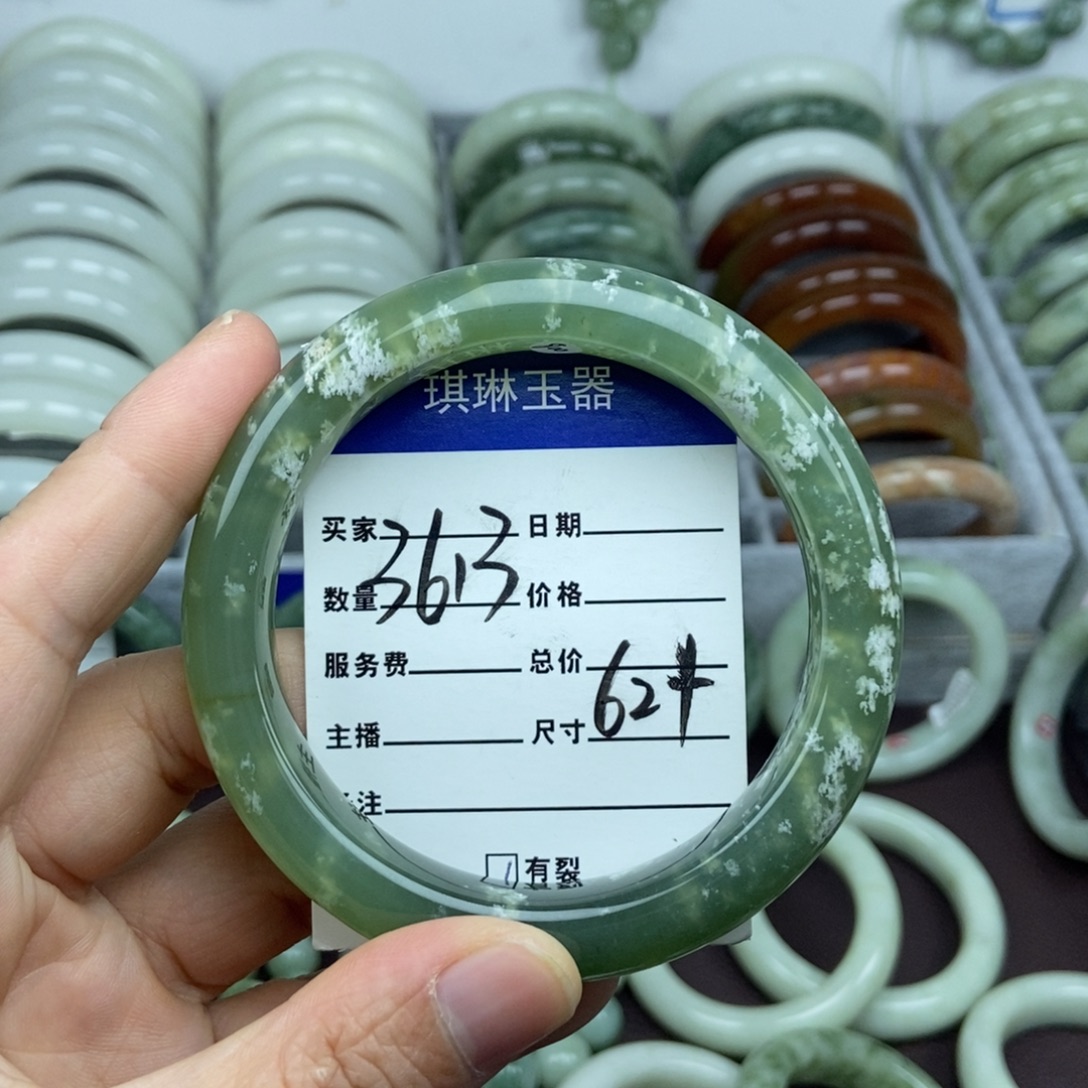 琪琳玉器
买家 日期
3613
数量 价格
服务费 总价
62+
主播 尺寸
注
有裂